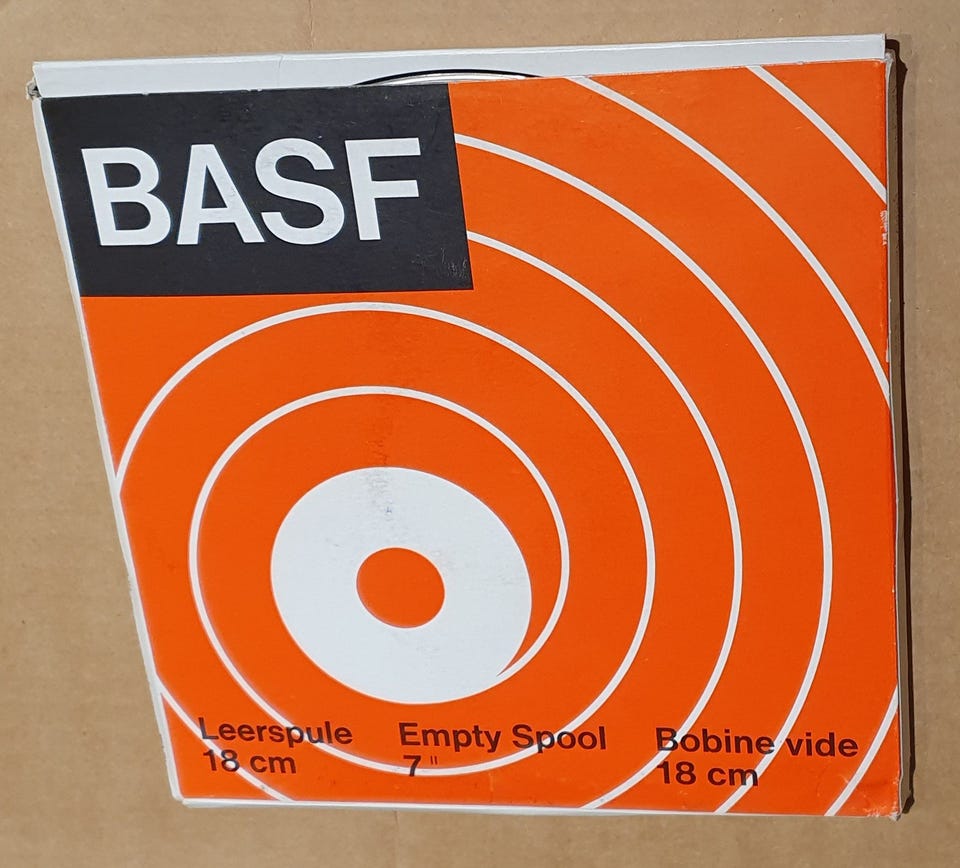 BASF
Leerspule
18 cm
Empty Spool
7 "
Bobine vide
18 cm